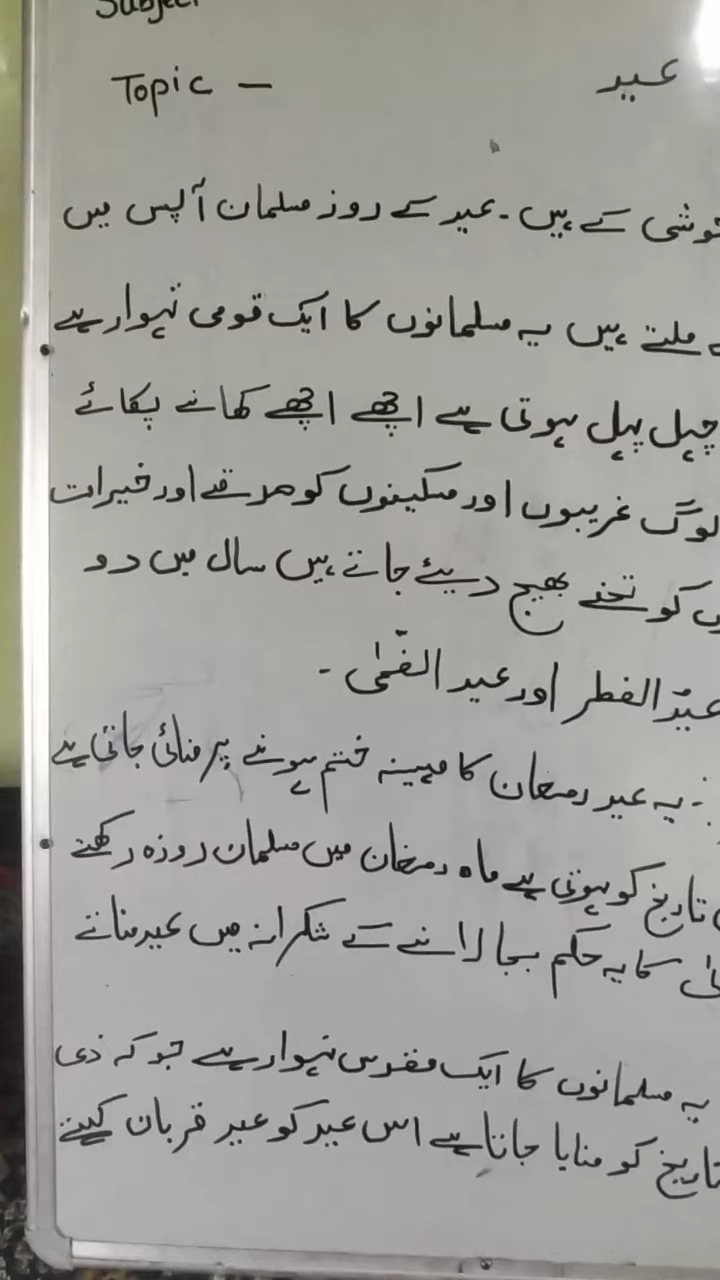 Subject
Topic - عید
خوشی کے ہیں۔ عید کے روز مسلمان آپس میں
ملتے ہیں یہ مسلمانوں کا ایک قومی تہوار ہے
چہل پہل ہوتی ہے اچھے اچھے کھانے پکائے
لوگ غریبوں اور مسکینوں کو صدقے اور خیرات
کو تحفے بھیج دیئے جاتے ہیں سال میں دو
عیدّ الفطر اور عید الضّحٰی -
۔ یہ عید رمضان کا مہینہ ختم ہونے پر منائی جاتی ہے
تاریخ کو ہوتی ہے ماہ رمضان میں مسلمان روزہ رکھتے
کا یہ حکم بجا لانے کے شکرانہ میں عید مناتے
یہ مسلمانوں کا ایک مقدس تہوار ہے جو کہ ذی
تاریخ کو منایا جاتا ہے اس عید کو عید قربان کہتے